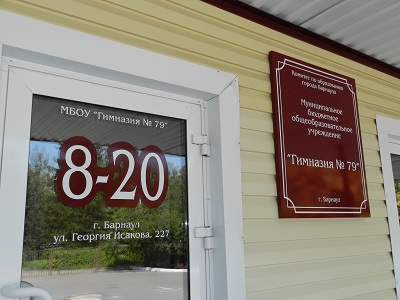 МБОУ "Гимназия № 79"
8-20
г. Барнаул
ул. Георгия Исакова, 227
Комитет по образованию
города Барнаула
Муниципальное
бюджетное
общеобразовательное
учреждение
"Гимназия № 79"
г. Барнаул